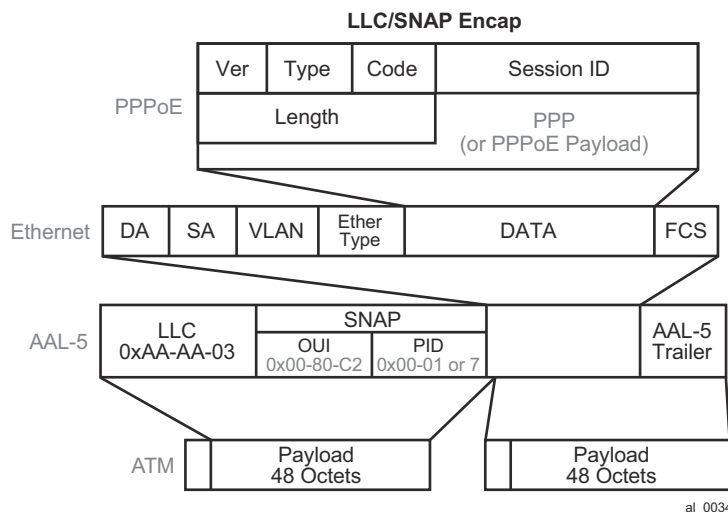 LLC/SNAP Encap
Ver Type Code Session ID
PPPoE
Length
PPP
(or PPPoE Payload)
Ethernet DA SA VLAN Ether Type DATA FCS
AAL-5
LLC
0xAA-AA-03
SNAP
OUI
0x00-80-C2
PID
0x00-01 or 7
AAL-5
Trailer
ATM
Payload
48 Octets
Payload
48 Octets
al_0034